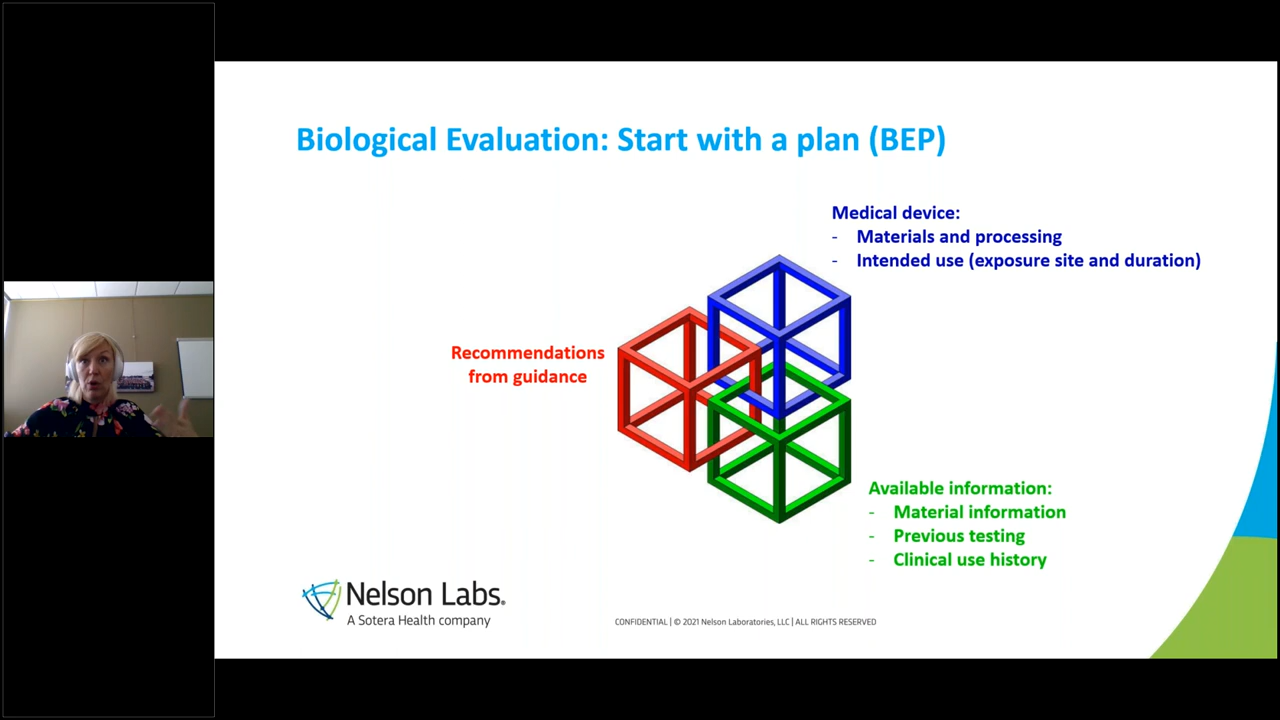 Biological Evaluation: Start with a plan (BEP)
Medical device:
- Materials and processing
- Intended use (exposure site and duration)
Recommendations
from guidance
Available information:
- Material information
- Previous testing
- Clinical use history
Nelson Labs.
A Sotera Health company
CONFIDENTIAL | © 2021 Nelson Laboratories, LLC | ALL RIGHTS RESERVED